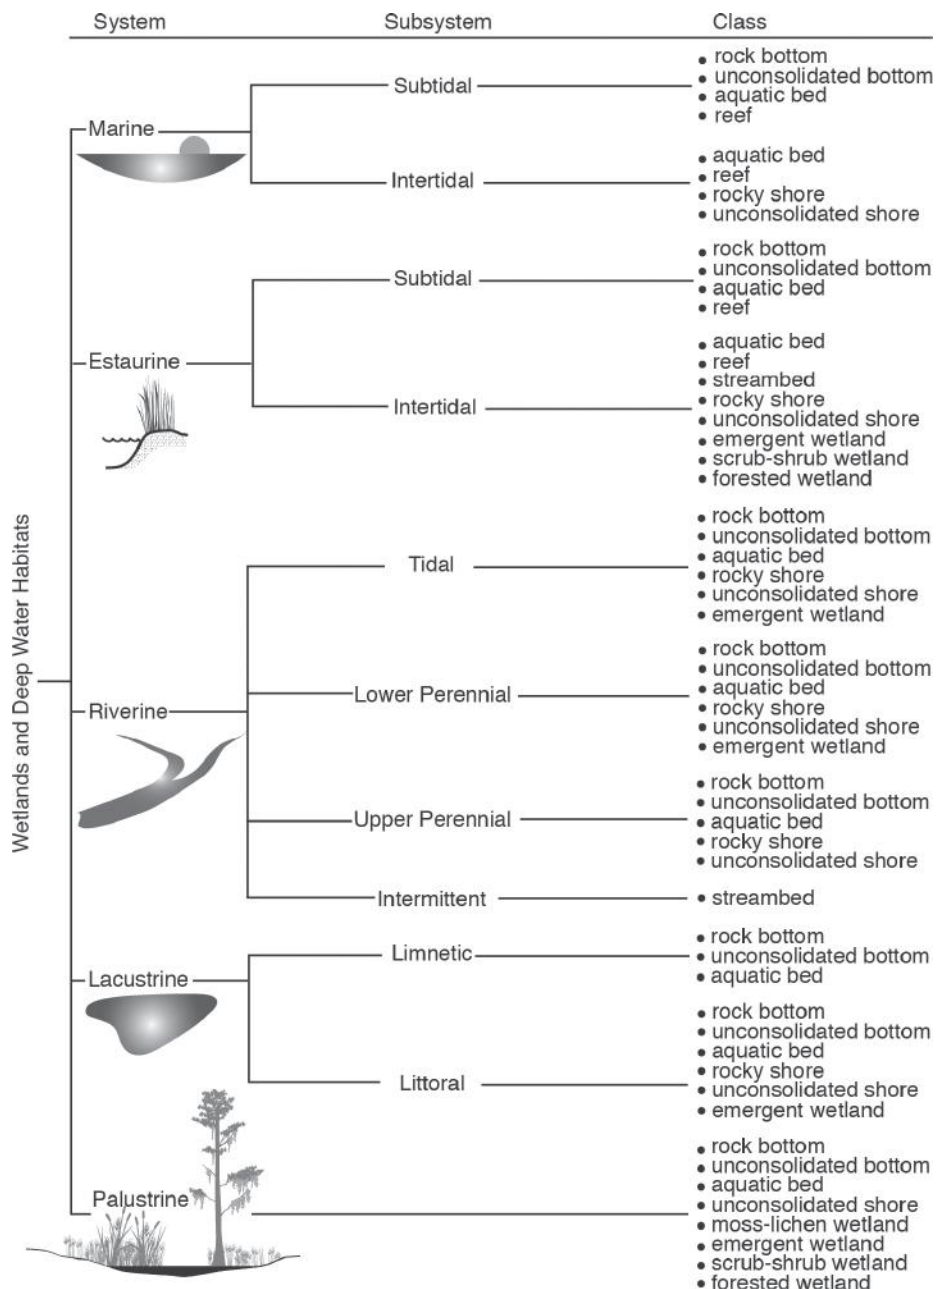 System Subsystem Class
Subtidal
• rock bottom
• unconsolidated bottom
• aquatic bed
• reef
Marine
Intertidal
• aquatic bed
• reef
• rocky shore
• unconsolidated shore
Subtidal
• rock bottom
• unconsolidated bottom
• aquatic bed
• reef
Estaurine
Intertidal
• aquatic bed
• reef
• streambed
• rocky shore
• unconsolidated shore
• emergent wetland
• scrub-shrub wetland
• forested wetland
Wetlands and Deep Water Habitats
Tidal
• rock bottom
• unconsolidated bottom
• aquatic bed
• rocky shore
• unconsolidated shore
• emergent wetland
Lower Perennial
• rock bottom
• unconsolidated bottom
• aquatic bed
• rocky shore
• unconsolidated shore
• emergent wetland
Riverine
Upper Perennial
• rock bottom
• unconsolidated bottom
• aquatic bed
• rocky shore
• unconsolidated shore
Intermittent
• streambed
Limnetic
• rock bottom
• unconsolidated bottom
• aquatic bed
Lacustrine
Littoral
• rock bottom
• unconsolidated bottom
• aquatic bed
• rocky shore
• unconsolidated shore
• emergent wetland
Palustrine
• rock bottom
• unconsolidated bottom
• aquatic bed
• unconsolidated shore
• moss-lichen wetland
• emergent wetland
• scrub-shrub wetland
• forested wetland